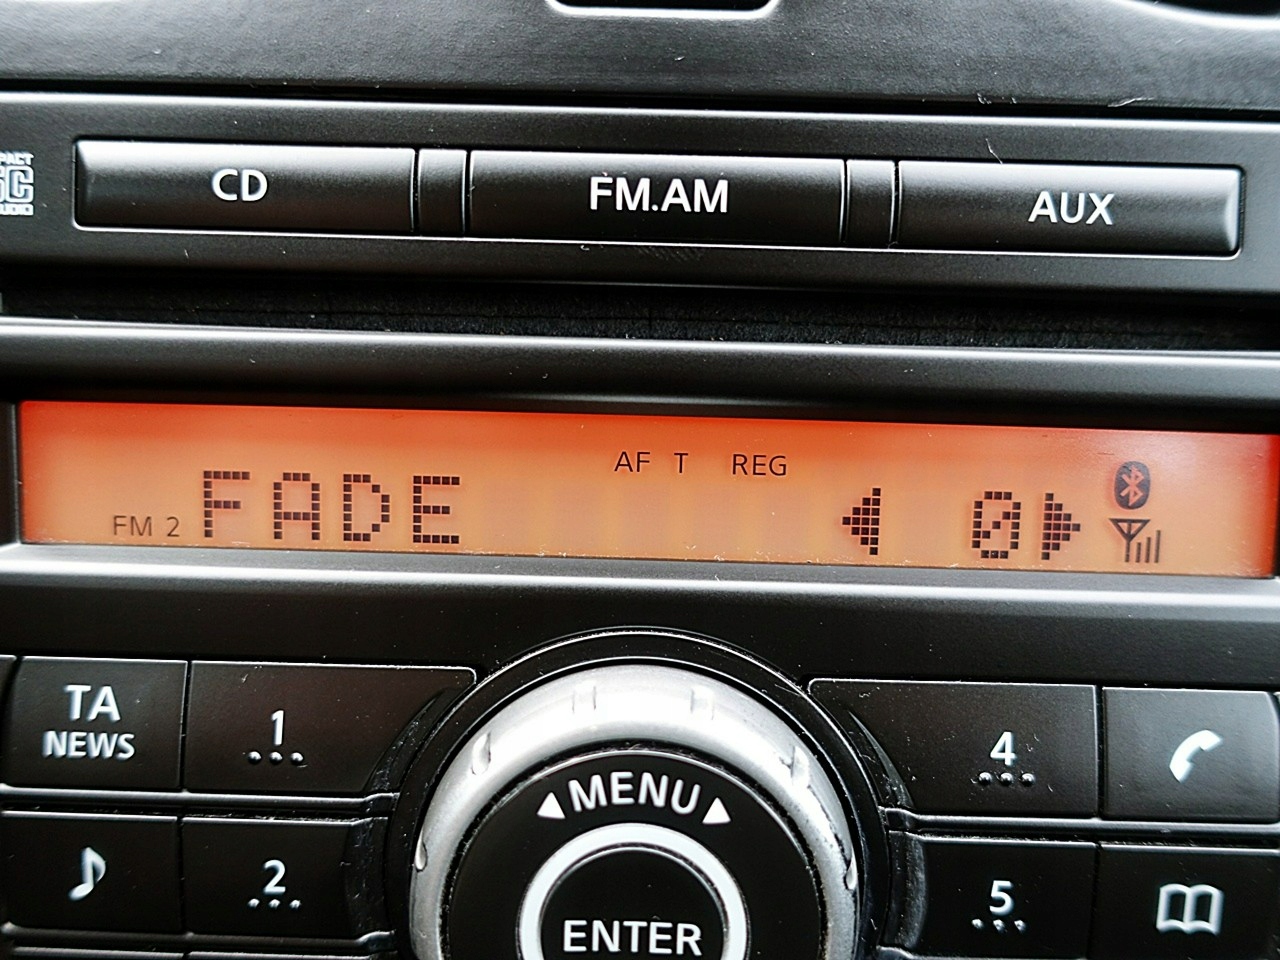 CD
FM.AM
AUX
AF T REG
FM 2 FADE 0
TA
NEWS
1
4
MENU
2
5
ENTER